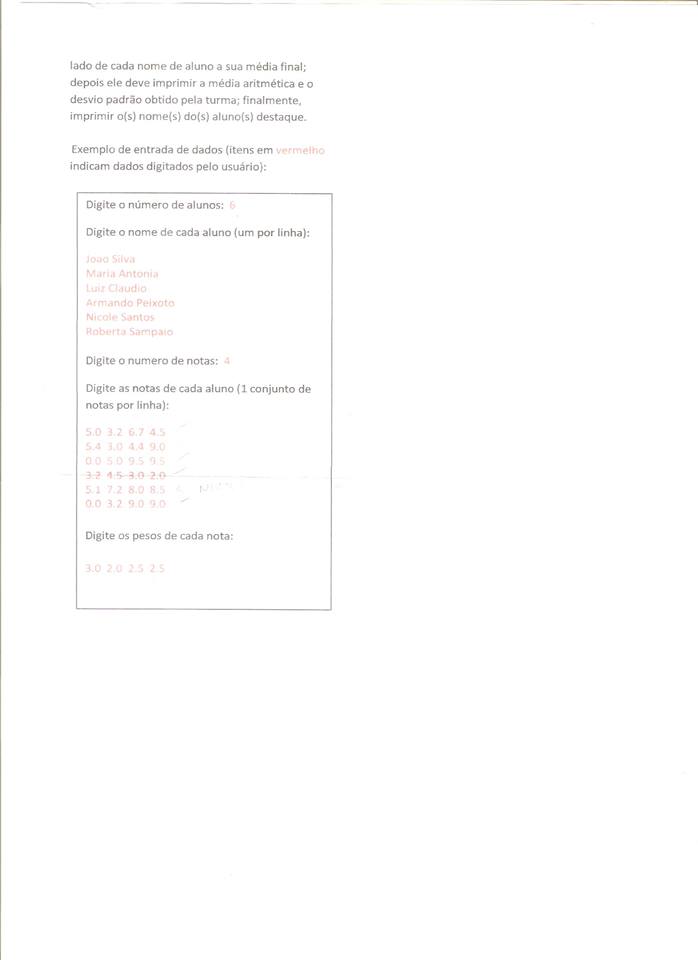 lado de cada nome de aluno a sua média final;
depois ele deve imprimir a média aritmética e o
desvio padrão obtido pela turma; finalmente,
imprimir o(s) nome(s) do(s) aluno(s) destaque.
Exemplo de entrada de dados (itens em vermelho
indicam dados digitados pelo usuário):
Digite o número de alunos: 6
Digite o nome de cada aluno (um por linha):
Joao Silva
Maria Antonia
Luiz Claudio
Armando Peixoto
Nicole Santos
Roberta Sampaio
Digite o numero de notas: 4
Digite as notas de cada aluno (1 conjunto de
notas por linha):
5.0 3.2 6.7 4.5
5.4 3.0 4.4 9.0
0.0 5.0 9.5 9.5
3.2 4.5 3.0 2.0
5.1 7.2 8.0 8.5
0.0 3.2 9.0 9.0
Digite os pesos de cada nota:
3.0 2.0 2.5 2.5